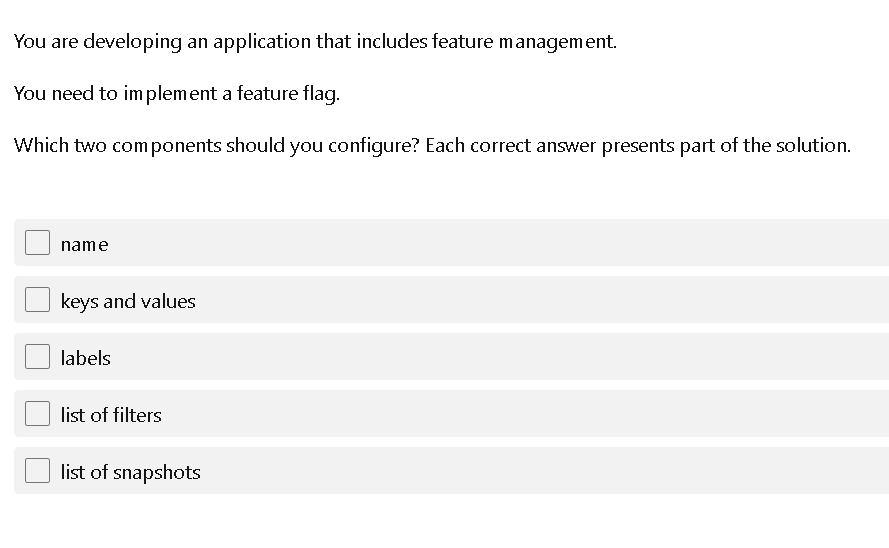 You are developing an application that includes feature management.
You need to implement a feature flag.
Which two components should you configure? Each correct answer presents part of the solution.
name
keys and values
labels
list of filters
list of snapshots